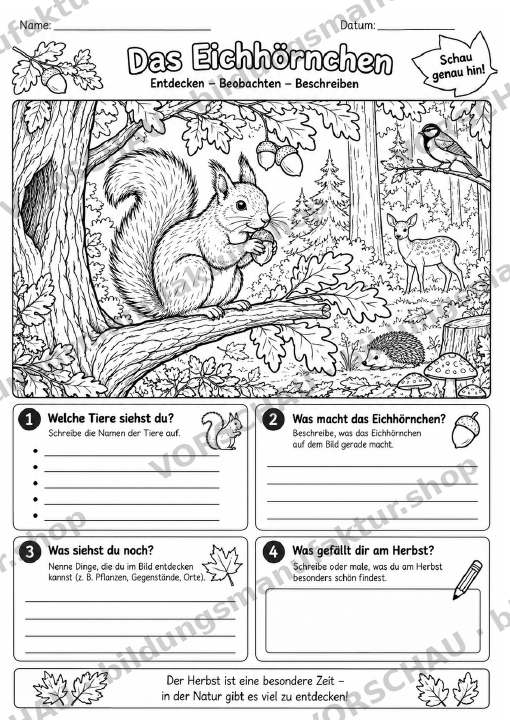 Name: Datum:
Das Eichhörnchen
Entdecken – Beobachten – Beschreiben
Schau
genau hin!
1 Welche Tiere siehst du?
Schreibe die Namen der Tiere auf.
2 Was macht das Eichhörnchen?
Beschreibe, was das Eichhörnchen
auf dem Bild gerade macht.
3 Was siehst du noch?
Nenne Dinge, die du im Bild entdecken
kannst (z. B. Pflanzen, Gegenstände, Orte).
4 Was gefällt dir am Herbst?
Schreibe oder male, was du am Herbst
besonders schön findest.
Der Herbst ist eine besondere Zeit –
in der Natur gibt es viel zu entdecken!
VORSCHAU · bildungsmanufaktur.shop